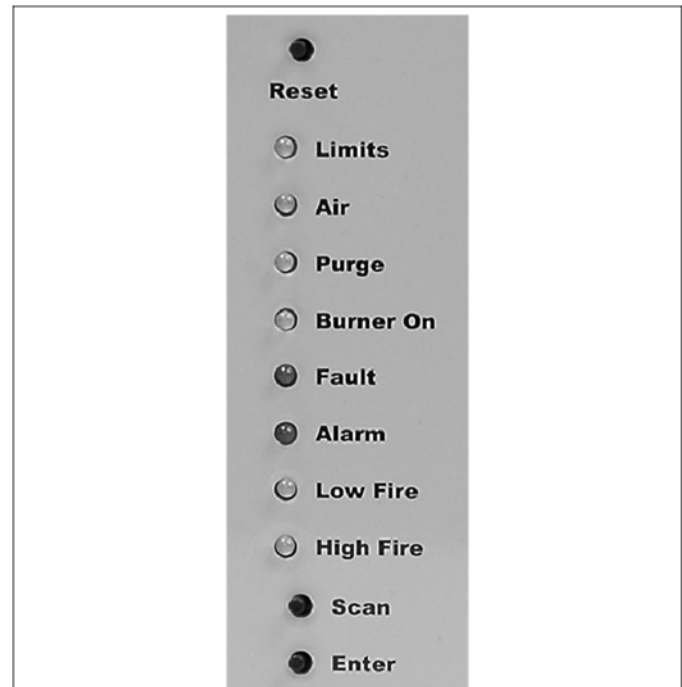 Reset
Limits
Air
Purge
Burner On
Fault
Alarm
Low Fire
High Fire
Scan
Enter